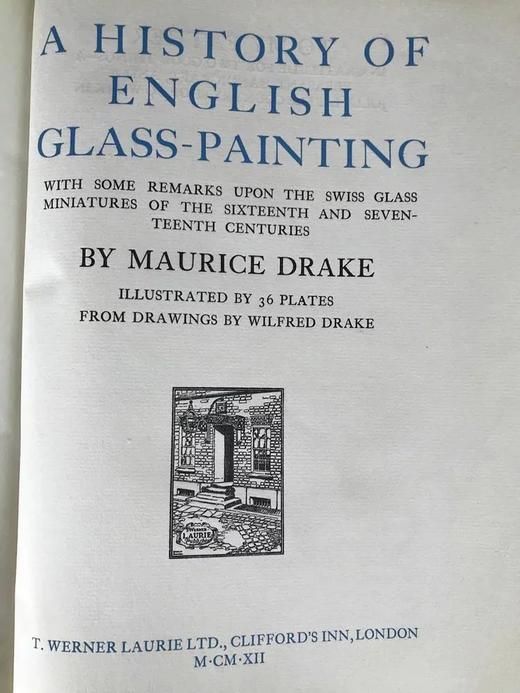 A HISTORY OF
ENGLISH
GLASS-PAINTING
WITH SOME REMARKS UPON THE SWISS GLASS
MINIATURES OF THE SIXTEENTH AND SEVEN-
TEENTH CENTURIES
BY MAURICE DRAKE
ILLUSTRATED BY 36 PLATES
FROM DRAWINGS BY WILFRED DRAKE
WERNER
LAURIE
T. WERNER LAURIE LTD., CLIFFORD'S INN, LONDON
M·CM·XII